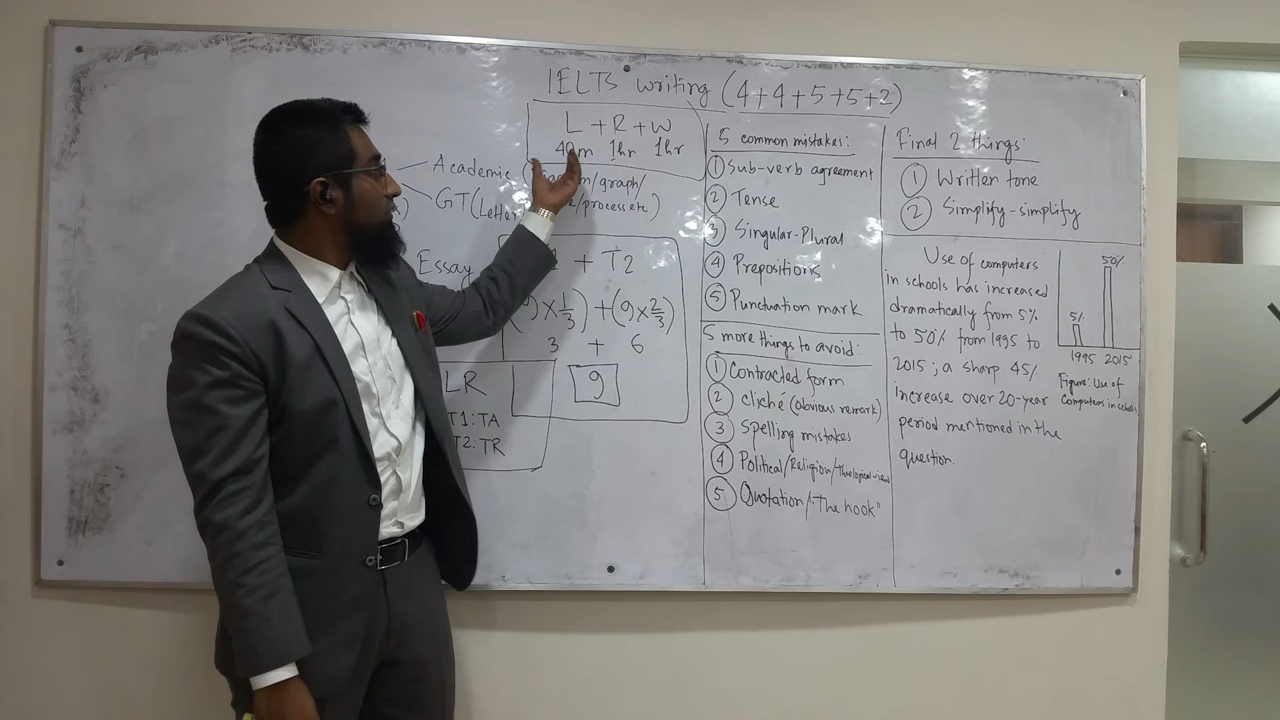 IELTS writing (4+4+5+5+2)
L + R + W
40m 1hr 1hr
Academic
/graph/
GT (Letter
/process etc)
Essay
+ T2
9) × 1/3) + (9 × 2/3)
3 + 6
9
LR
T1: TA
T2: TR
5 common mistakes:
① Sub-verb agreement
② Tense
③ Singular-Plural
④ Prepositions
⑤ Punctuation mark
5 more things to avoid:
① Contracted form
② cliché (obvious remark)
③ Spelling mistakes
④ Political/Religion/Theological-views
⑤ Quotation/"The hook"
Final 2 things:
① Written tone
② Simplify-simplify
Use of computers
in schools has increased
dramatically from 5%
to 50% from 1995 to
2015; a sharp 45%
increase over 20-year
period mentioned in the
question.
50%
5%
1995 2015
Figure: Use of
Computers in schools